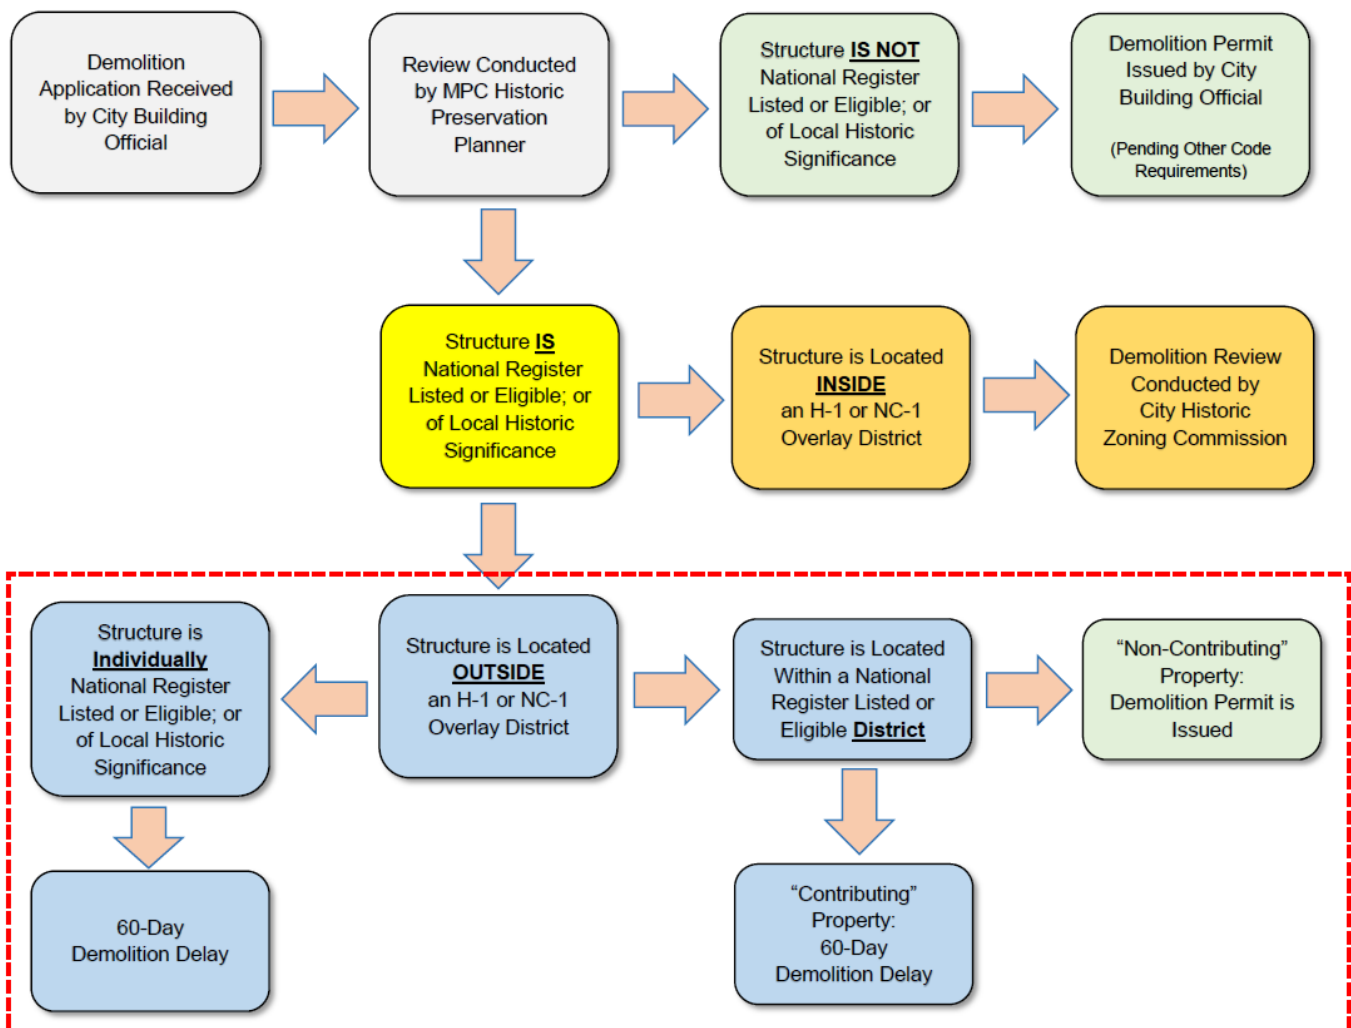 Demolition
Application Received
by City Building
Official
Review Conducted
by MPC Historic
Preservation
Planner
Structure IS NOT
National Register
Listed or Eligible; or
of Local Historic
Significance
Demolition Permit
Issued by City
Building Official
(Pending Other Code
Requirements)
Structure IS
National Register
Listed or Eligible; or
of Local Historic
Significance
Structure is Located
INSIDE
an H-1 or NC-1
Overlay District
Demolition Review
Conducted by
City Historic
Zoning Commission
Structure is
Individually
National Register
Listed or Eligible; or
of Local Historic
Significance
Structure is Located
OUTSIDE
an H-1 or NC-1
Overlay District
Structure is Located
Within a National
Register Listed or
Eligible District
“Non-Contributing”
Property:
Demolition Permit is
Issued
60-Day
Demolition Delay
“Contributing”
Property:
60-Day
Demolition Delay